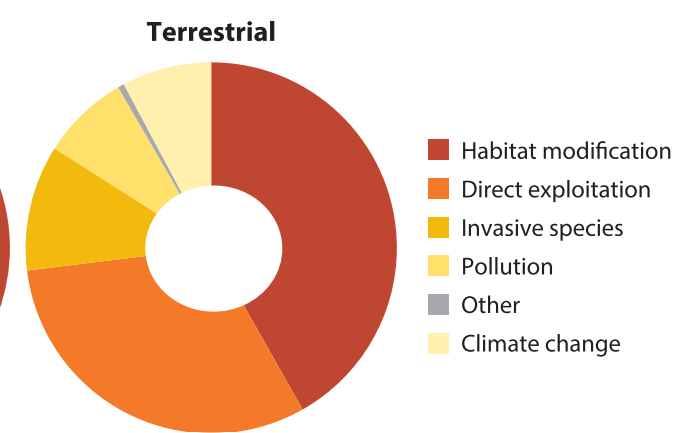 Terrestrial
Habitat modification
Direct exploitation
Invasive species
Pollution
Other
Climate change